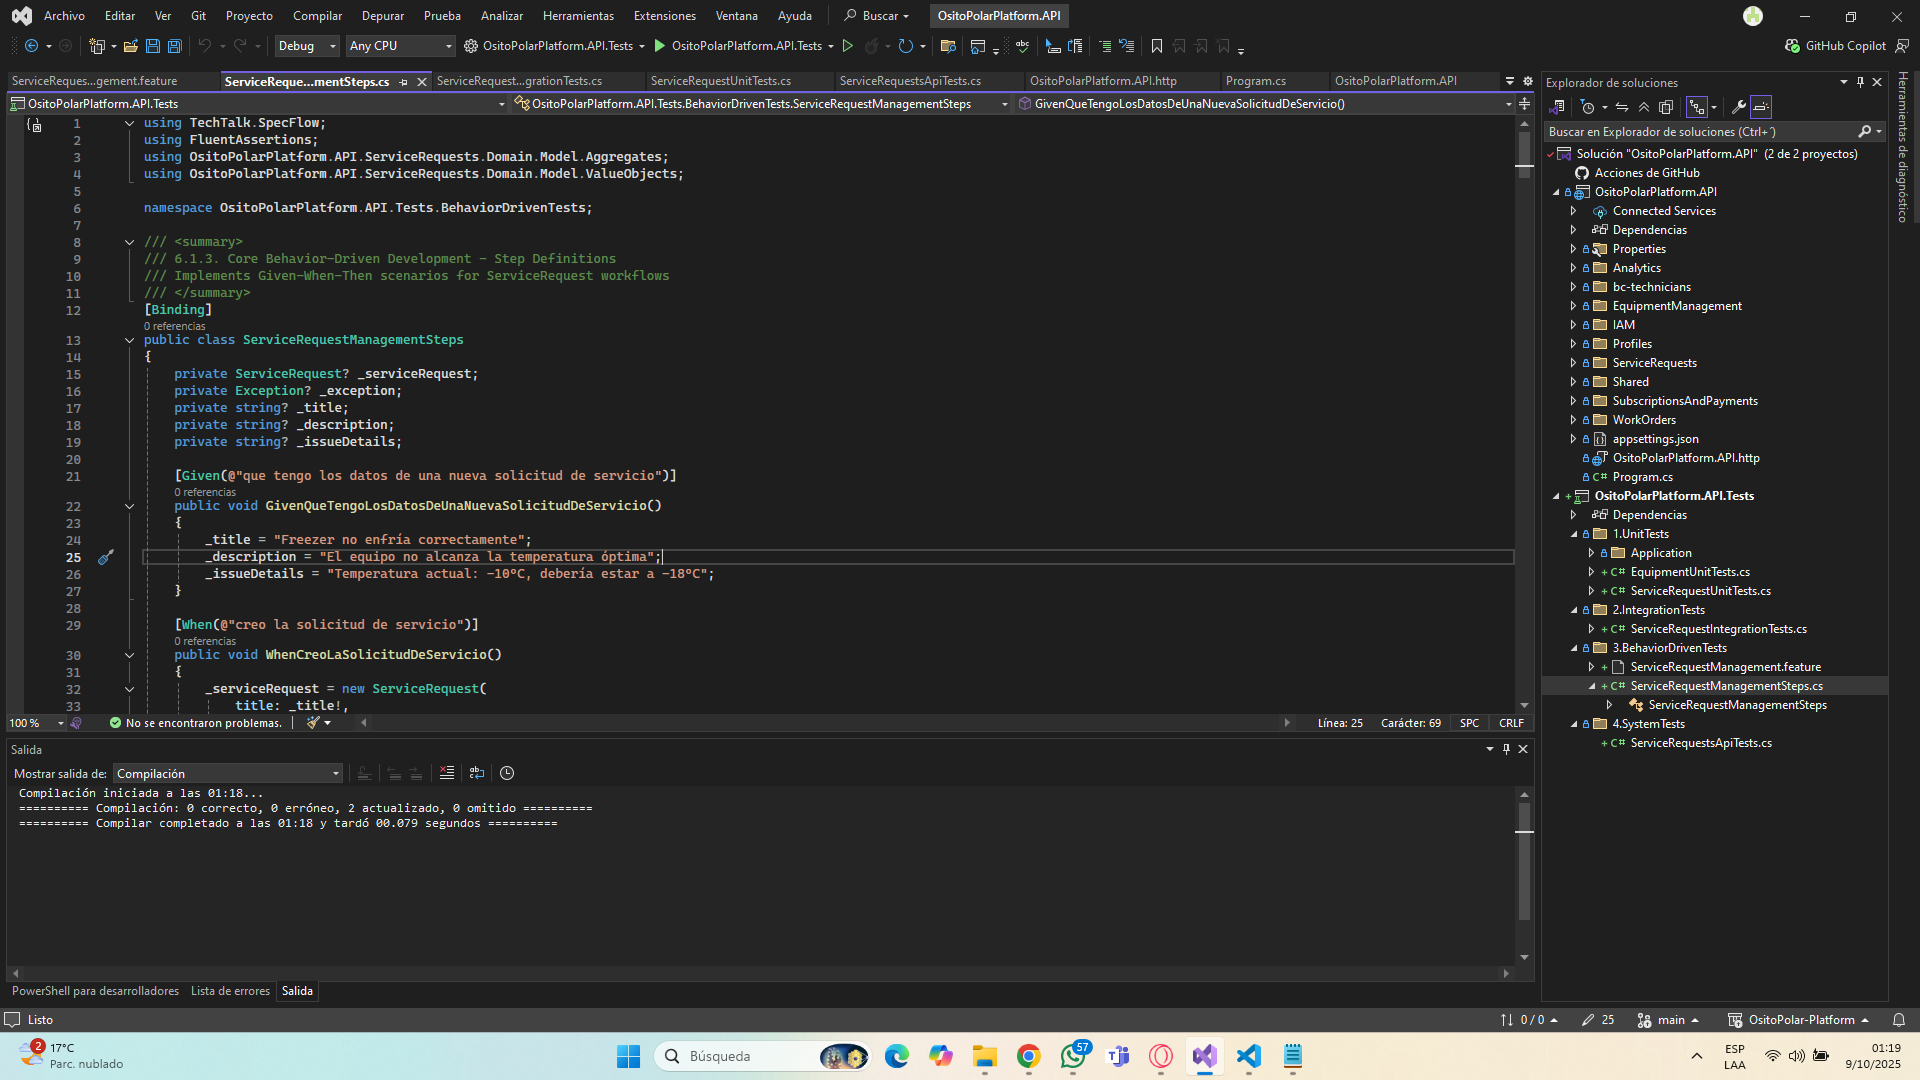 Archivo Editar Ver Git Proyecto Compilar Depurar Prueba Analizar Herramientas Extensiones Ventana Ayuda Buscar OsitoPolarPlatform.API
Debug Any CPU OsitoPolarPlatform.API.Tests OsitoPolarPlatform.API.Tests GitHub Copilot
ServiceReques...gement.feature ServiceReque...mentSteps.cs ServiceRequest...grationTests.cs ServiceRequestUnitTests.cs ServiceRequestsApiTests.cs OsitoPolarPlatform.API.http Program.cs OsitoPolarPlatform.API
OsitoPolarPlatform.API.Tests OsitoPolarPlatform.API.Tests.BehaviorDrivenTests.ServiceRequestManagementSteps GivenQueTengoLosDatosDeUnaNuevaSolicitudDeServicio()
1 using TechTalk.SpecFlow;
2 using FluentAssertions;
3 using OsitoPolarPlatform.API.ServiceRequests.Domain.Model.Aggregates;
4 using OsitoPolarPlatform.API.ServiceRequests.Domain.Model.ValueObjects;
5
6 namespace OsitoPolarPlatform.API.Tests.BehaviorDrivenTests;
7
8 /// <summary>
9 /// 6.1.3. Core Behavior-Driven Development - Step Definitions
10 /// Implements Given-When-Then scenarios for ServiceRequest workflows
11 /// </summary>
12 [Binding]
0 referencias
13 public class ServiceRequestManagementSteps
14 {
15 private ServiceRequest? _serviceRequest;
16 private Exception? _exception;
17 private string? _title;
18 private string? _description;
19 private string? _issueDetails;
20
21 [Given(@"que tengo los datos de una nueva solicitud de servicio")]
0 referencias
22 public void GivenQueTengoLosDatosDeUnaNuevaSolicitudDeServicio()
23 {
24 _title = "Freezer no enfría correctamente";
25 _description = "El equipo no alcanza la temperatura óptima";
26 _issueDetails = "Temperatura actual: -10°C, debería estar a -18°C";
27 }
28
29 [When(@"creo la solicitud de servicio")]
0 referencias
30 public void WhenCreoLaSolicitudDeServicio()
31 {
32 _serviceRequest = new ServiceRequest(
33 title: _title!,
100 % No se encontraron problemas. Línea: 25 Carácter: 69 SPC CRLF
Salida
Mostrar salida de: Compilación
Compilación iniciada a las 01:18...
========== Compilación: 0 correcto, 0 erróneo, 2 actualizado, 0 omitido ==========
========== Compilar completado a las 01:18 y tardó 00.079 segundos ==========
PowerShell para desarrolladores Lista de errores Salida
Explorador de soluciones
Buscar en Explorador de soluciones (Ctrl+´)
Solución "OsitoPolarPlatform.API" (2 de 2 proyectos)
Acciones de GitHub
OsitoPolarPlatform.API
Connected Services
Dependencias
Properties
Analytics
bc-technicians
EquipmentManagement
IAM
Profiles
ServiceRequests
Shared
SubscriptionsAndPayments
WorkOrders
appsettings.json
OsitoPolarPlatform.API.http
C# Program.cs
OsitoPolarPlatform.API.Tests
Dependencias
1.UnitTests
Application
C# EquipmentUnitTests.cs
C# ServiceRequestUnitTests.cs
2.IntegrationTests
C# ServiceRequestIntegrationTests.cs
3.BehaviorDrivenTests
ServiceRequestManagement.feature
C# ServiceRequestManagementSteps.cs
ServiceRequestManagementSteps
4.SystemTests
C# ServiceRequestsApiTests.cs
Herramientas de diagnóstico
Listo 0 / 0 25 main OsitoPolar-Platform
2 17°C
Parc. nublado
Búsqueda
57
ESP
LAA
01:19
9/10/2025